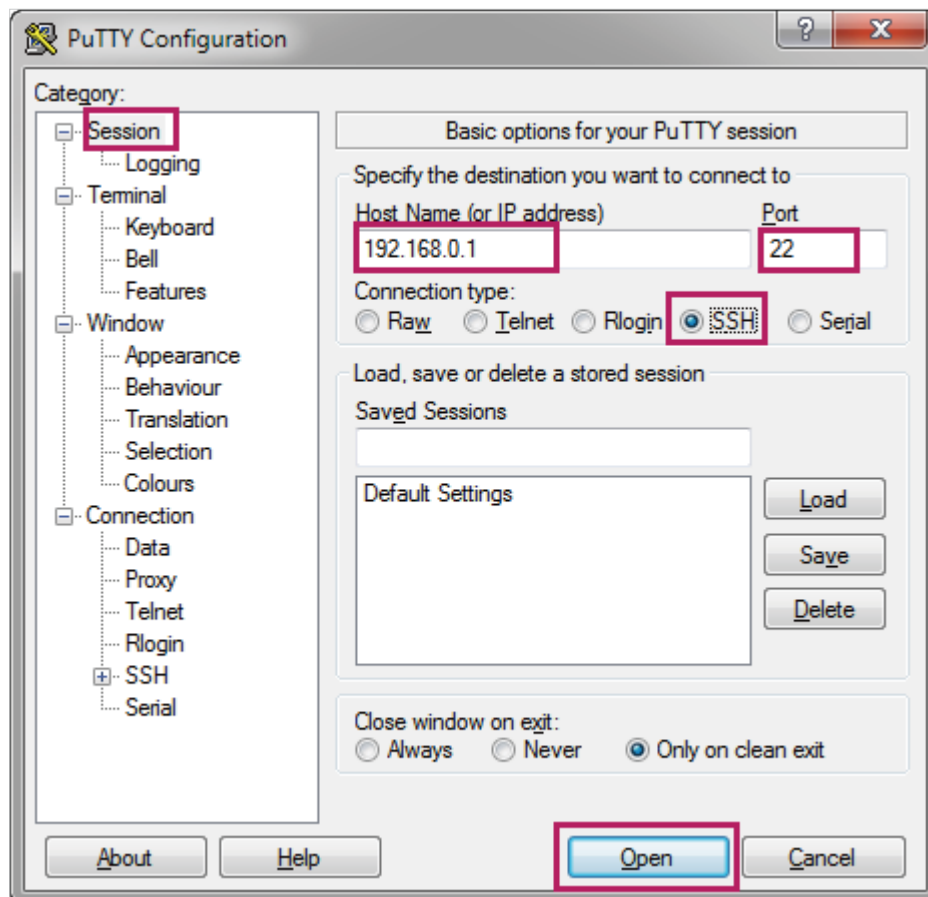 PuTTY Configuration
Category:
Session
Logging
Terminal
Keyboard
Bell
Features
Window
Appearance
Behaviour
Translation
Selection
Colours
Connection
Data
Proxy
Telnet
Rlogin
SSH
Serial
Basic options for your PuTTY session
Specify the destination you want to connect to
Host Name (or IP address) Port
192.168.0.1 22
Connection type:
Raw Telnet Rlogin SSH Serial
Load, save or delete a stored session
Saved Sessions
Default Settings
Load
Save
Delete
Close window on exit:
Always Never Only on clean exit
About Help Open Cancel